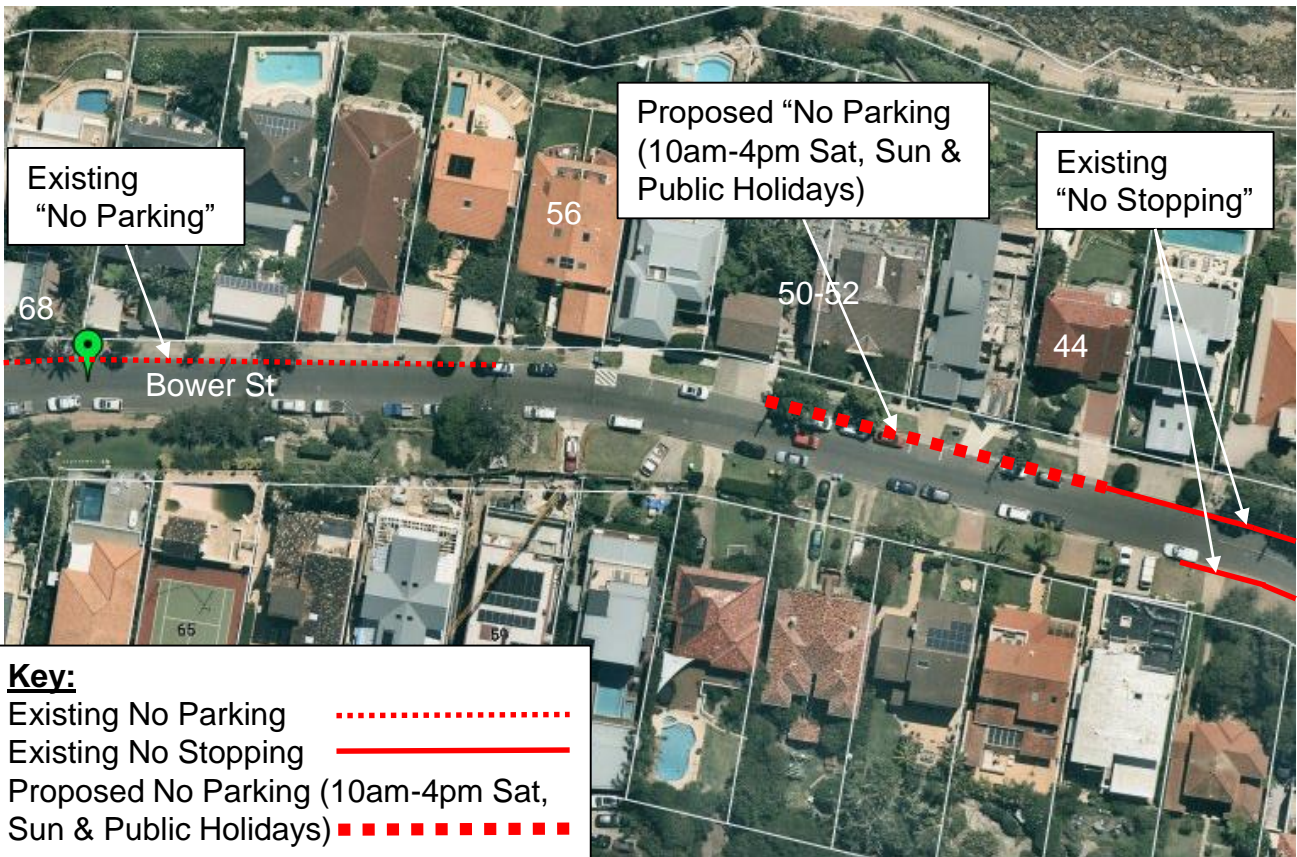 Proposed “No Parking
(10am-4pm Sat, Sun &
Public Holidays)
Existing
“No Stopping”
Existing
“No Parking”
56
50-52
68
44
Bower St
65
59
Key:
Existing No Parking
Existing No Stopping
Proposed No Parking (10am-4pm Sat,
Sun & Public Holidays)